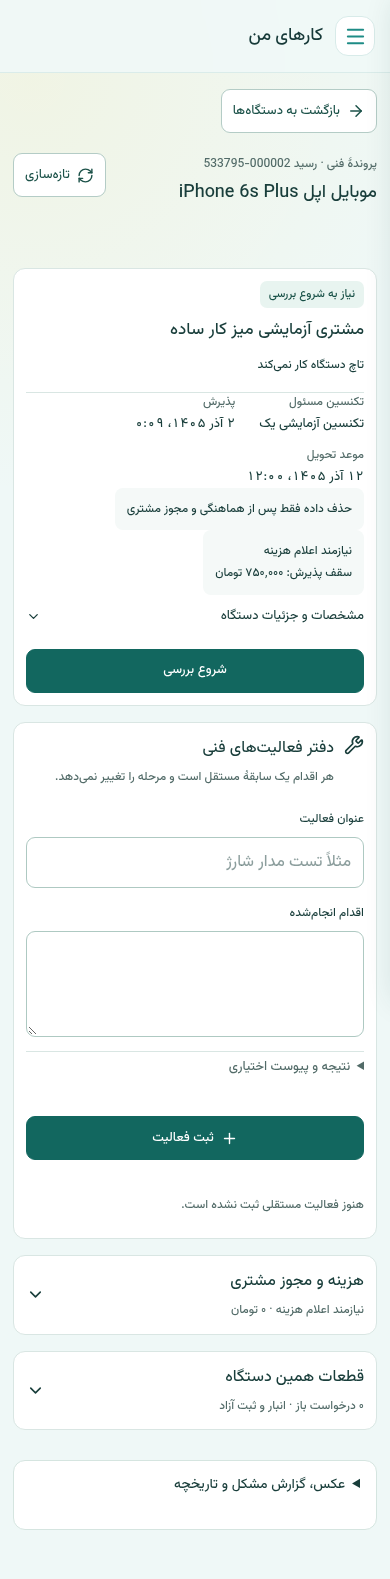 کارهای من
بازگشت به دستگاه‌ها
پروندهٔ فنی · رسید 000002-533795
موبایل اپل iPhone 6s Plus
تازه‌سازی
نیاز به شروع بررسی
مشتری آزمایشی میز کار ساده
تاچ دستگاه کار نمی‌کند
تکنسین مسئول
تکنسین آزمایشی یک
پذیرش
۲ آذر ۱۴۰۵، ۰:۰۹
موعد تحویل
۱۲ آذر ۱۴۰۵، ۱۲:۰۰
حذف داده فقط پس از هماهنگی و مجوز مشتری
نیازمند اعلام هزینه
سقف پذیرش: ۷۵۰,۰۰۰ تومان
مشخصات و جزئیات دستگاه
شروع بررسی
دفتر فعالیت‌های فنی
هر اقدام یک سابقهٔ مستقل است و مرحله را تغییر نمی‌دهد.
عنوان فعالیت
مثلاً تست مدار شارژ
اقدام انجام‌شده
نتیجه و پیوست اختیاری
ثبت فعالیت
هنوز فعالیت مستقلی ثبت نشده است.
هزینه و مجوز مشتری
نیازمند اعلام هزینه · ۰ تومان
قطعات همین دستگاه
۰ درخواست باز · انبار و ثبت آزاد
عکس، گزارش مشکل و تاریخچه